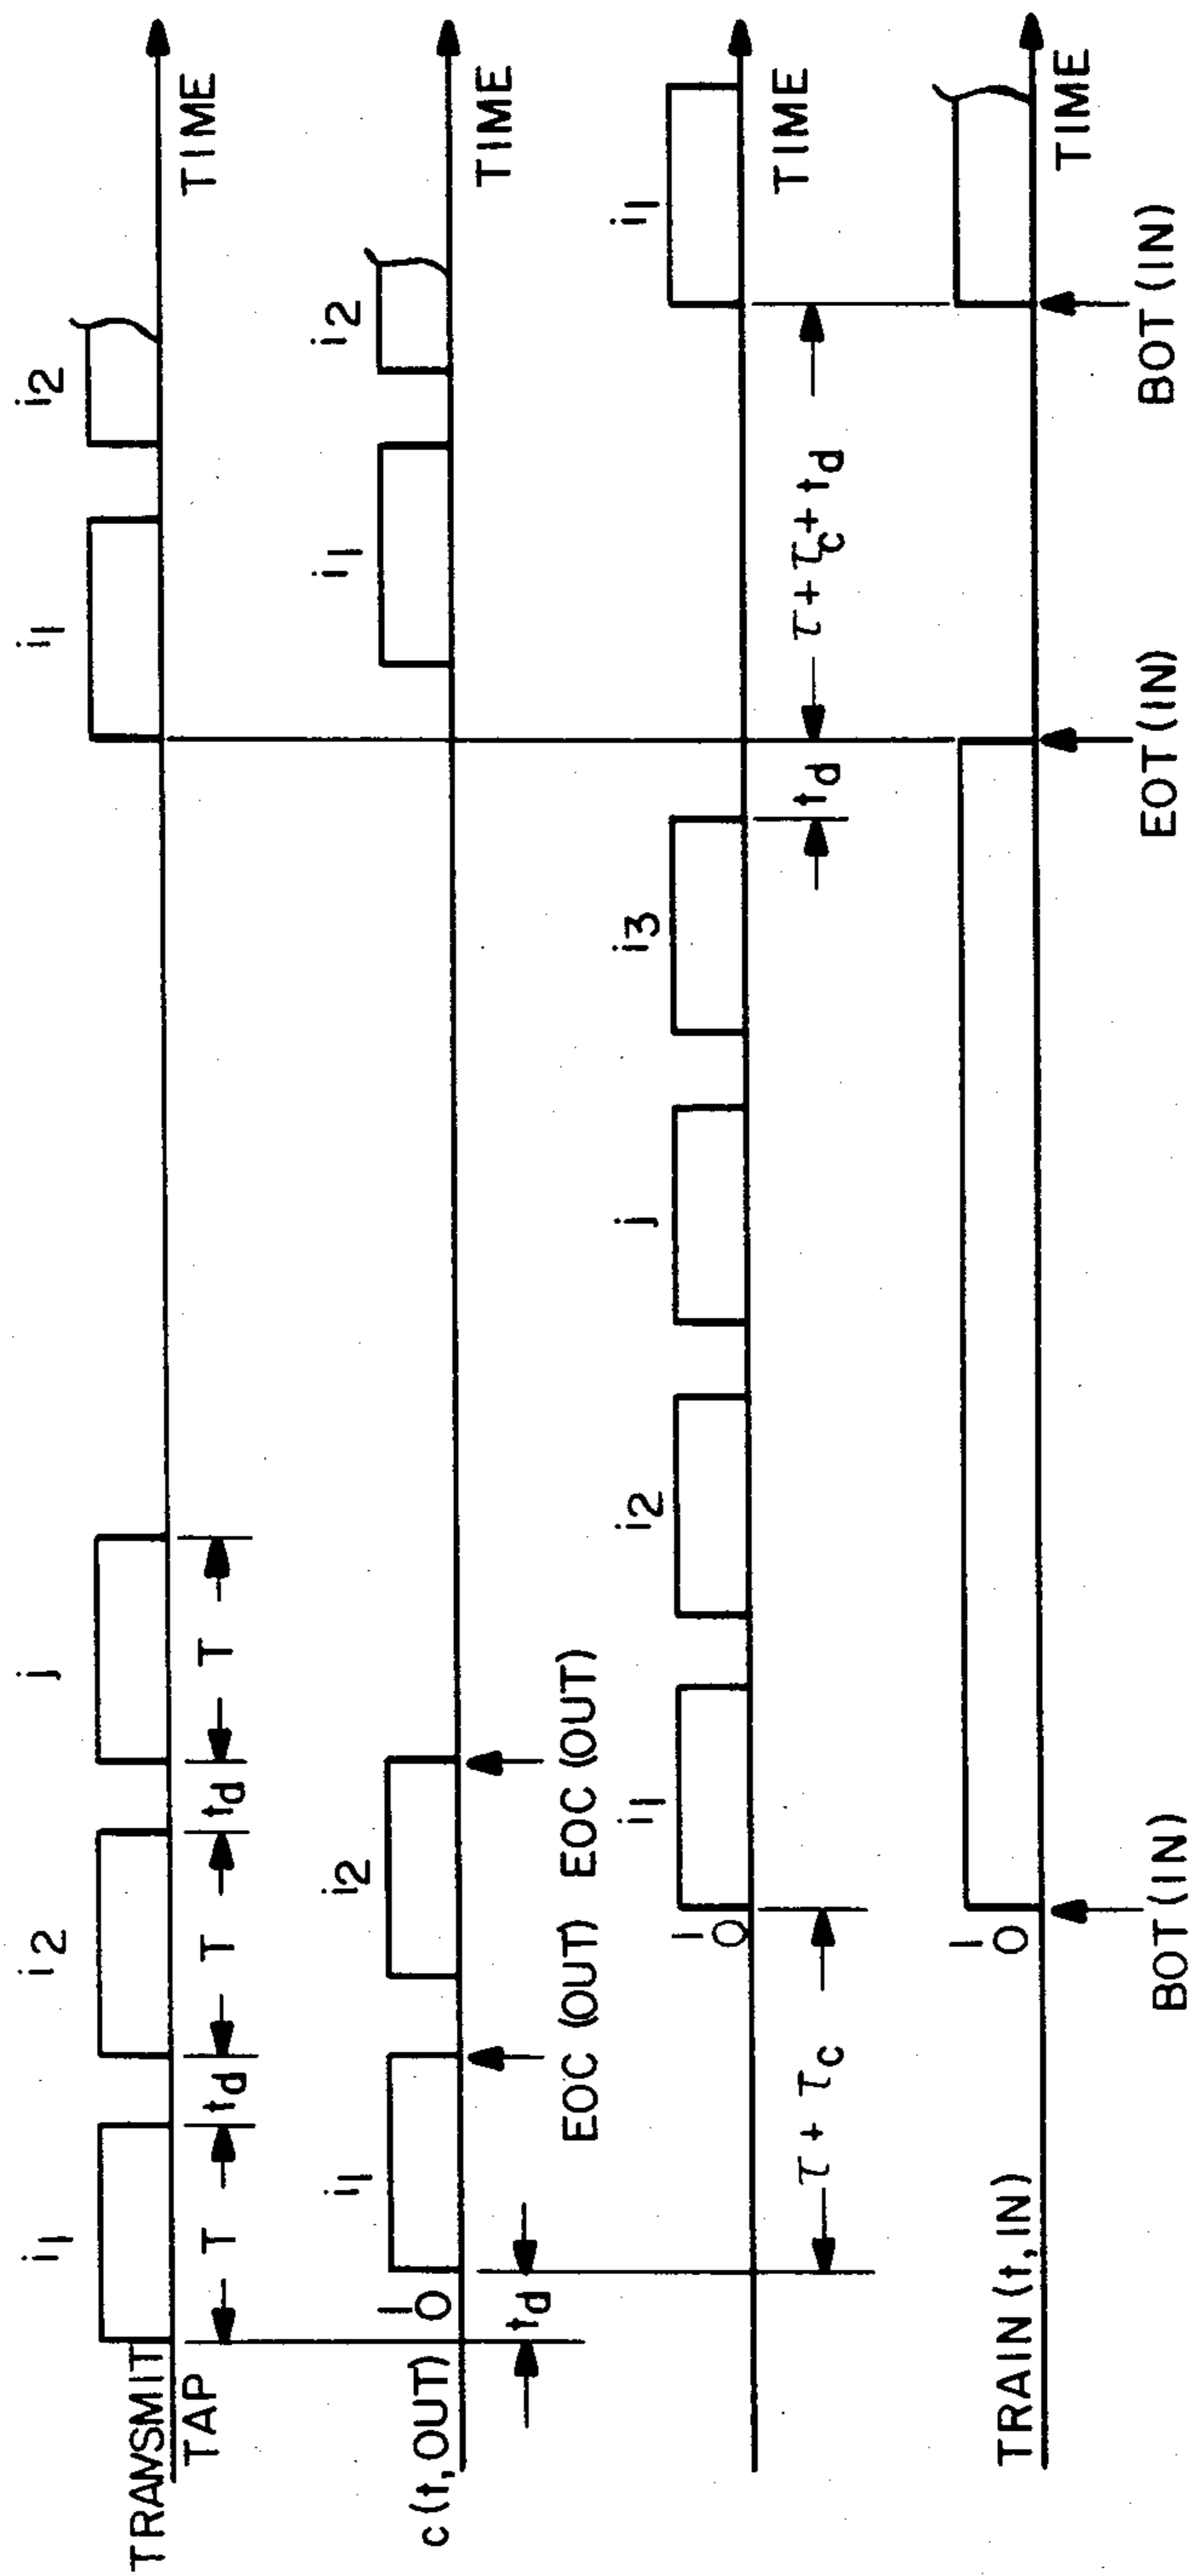 TRANSMIT
TAP
i1 i2 j i1 i2
T td T td T
TIME
c(t,OUT)
1
0
i1 i2 i1 i2
td
EOC (OUT) EOC (OUT)
TIME
1
0
i1 i2 j i3 i1
τ + τc
td
τ + τc + td
TIME
TRAIN (t, IN)
1
0
BOT (IN)
EOT (IN)
BOT (IN)
TIME